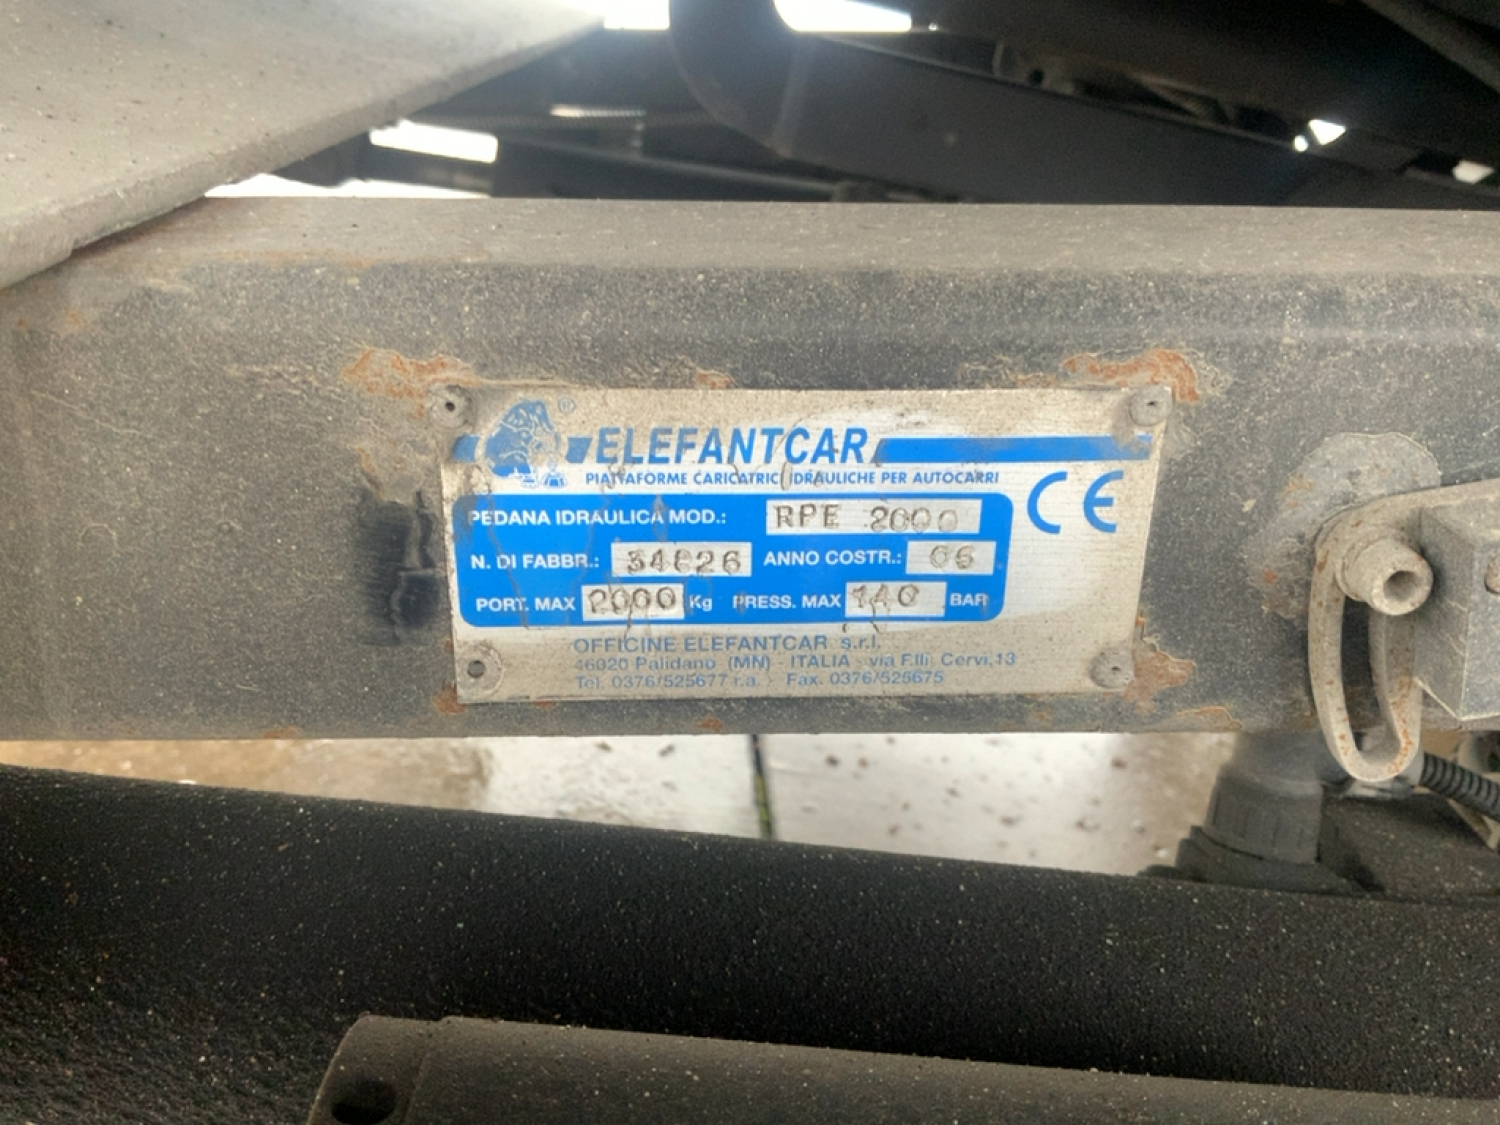 ®
ELEFANTCAR
PIATTAFORME CARICATRICI IDRAULICHE PER AUTOCARRI
CE
PEDANA IDRAULICA MOD.: RPE 2000
N. DI FABBR.: ANNO COSTR.:
PORT. MAX 2000 Kg PRESS. MAX 140 BAR
OFFICINE ELEFANTCAR s.r.l.
46020 Palidano (MN) - ITALIA - via F.lli Cervi,13
Tel. 0376/525677 r.a. - Fax. 0376/525675